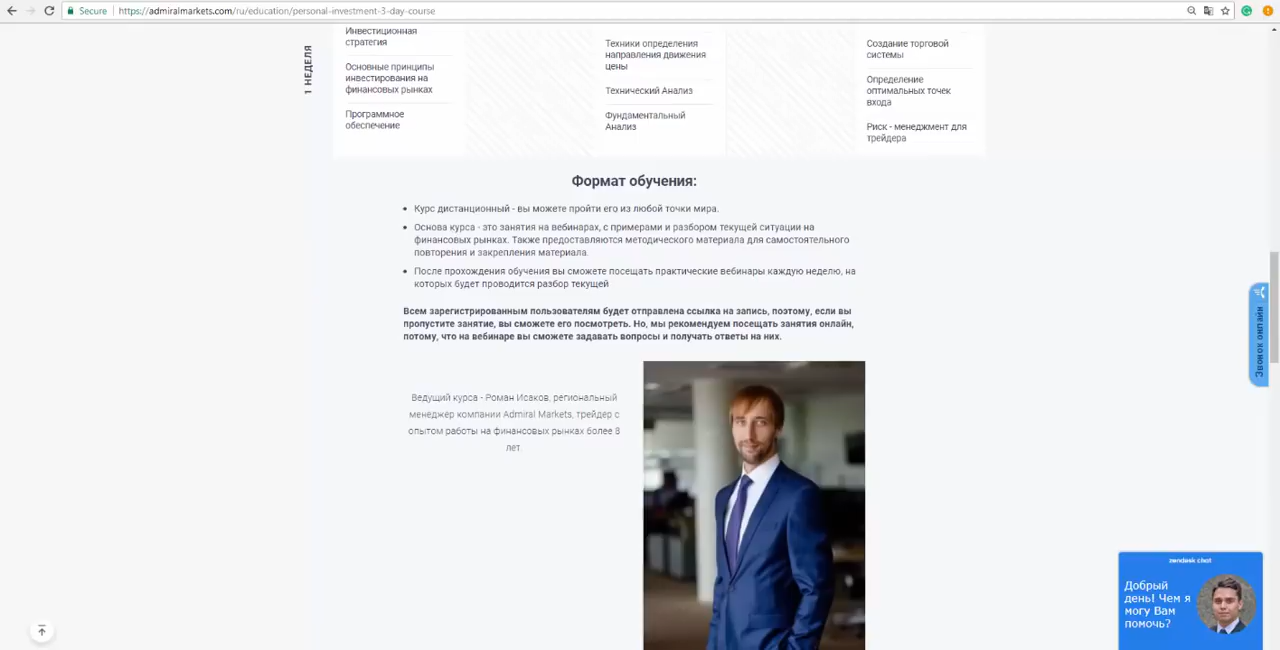 Secure
https://admiralmarkets.com/ru/education/personal-investment-3-day-course
1 НЕДЕЛЯ
Инвестиционная
стратегия
Основные принципы
инвестирования на
финансовых рынках
Программное
обеспечение
Техники определения
направления движения
цены
Технический Анализ
Фундаментальный
Анализ
Создание торговой
системы
Определение
оптимальных точек
входа
Риск - менеджмент для
трейдера
Формат обучения:
Курс дистанционный - вы можете пройти его из любой точки мира.
Основа курса - это занятия на вебинарах, с примерами и разбором текущей ситуации на
финансовых рынках. Также предоставляются методического материала для самостоятельного
повторения и закрепления материала.
После прохождения обучения вы сможете посещать практические вебинары каждую неделю, на
которых будет проводится разбор текущей
Всем зарегистрированным пользователям будет отправлена ссылка на запись, поэтому, если вы
пропустите занятие, вы сможете его посмотреть. Но, мы рекомендуем посещать занятия онлайн,
потому, что на вебинаре вы сможете задавать вопросы и получать ответы на них.
Ведущий курса - Роман Исаков, региональный
менеджер компании Admiral Markets, трейдер с
опытом работы на финансовых рынках более 8
лет.
Звонок онлайн
zendesk chat
Добрый
день! Чем я
могу Вам
помочь?